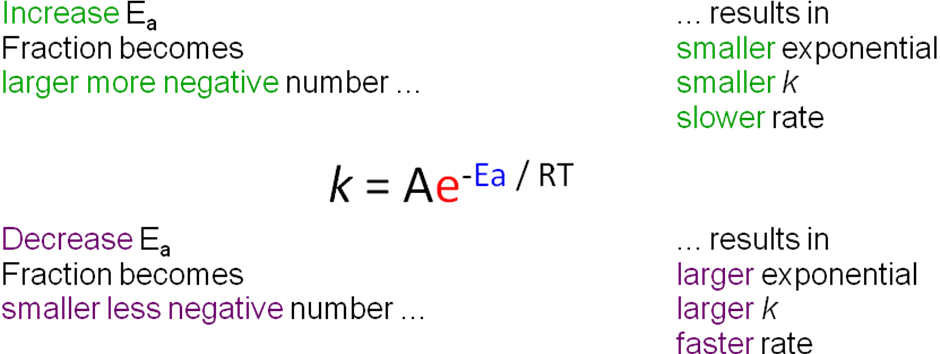 Increase Ea
Fraction becomes
larger more negative number ...
... results in
smaller exponential
smaller k
slower rate
k = Ae-Ea / RT
Decrease Ea
Fraction becomes
smaller less negative number ...
... results in
larger exponential
larger k
faster rate